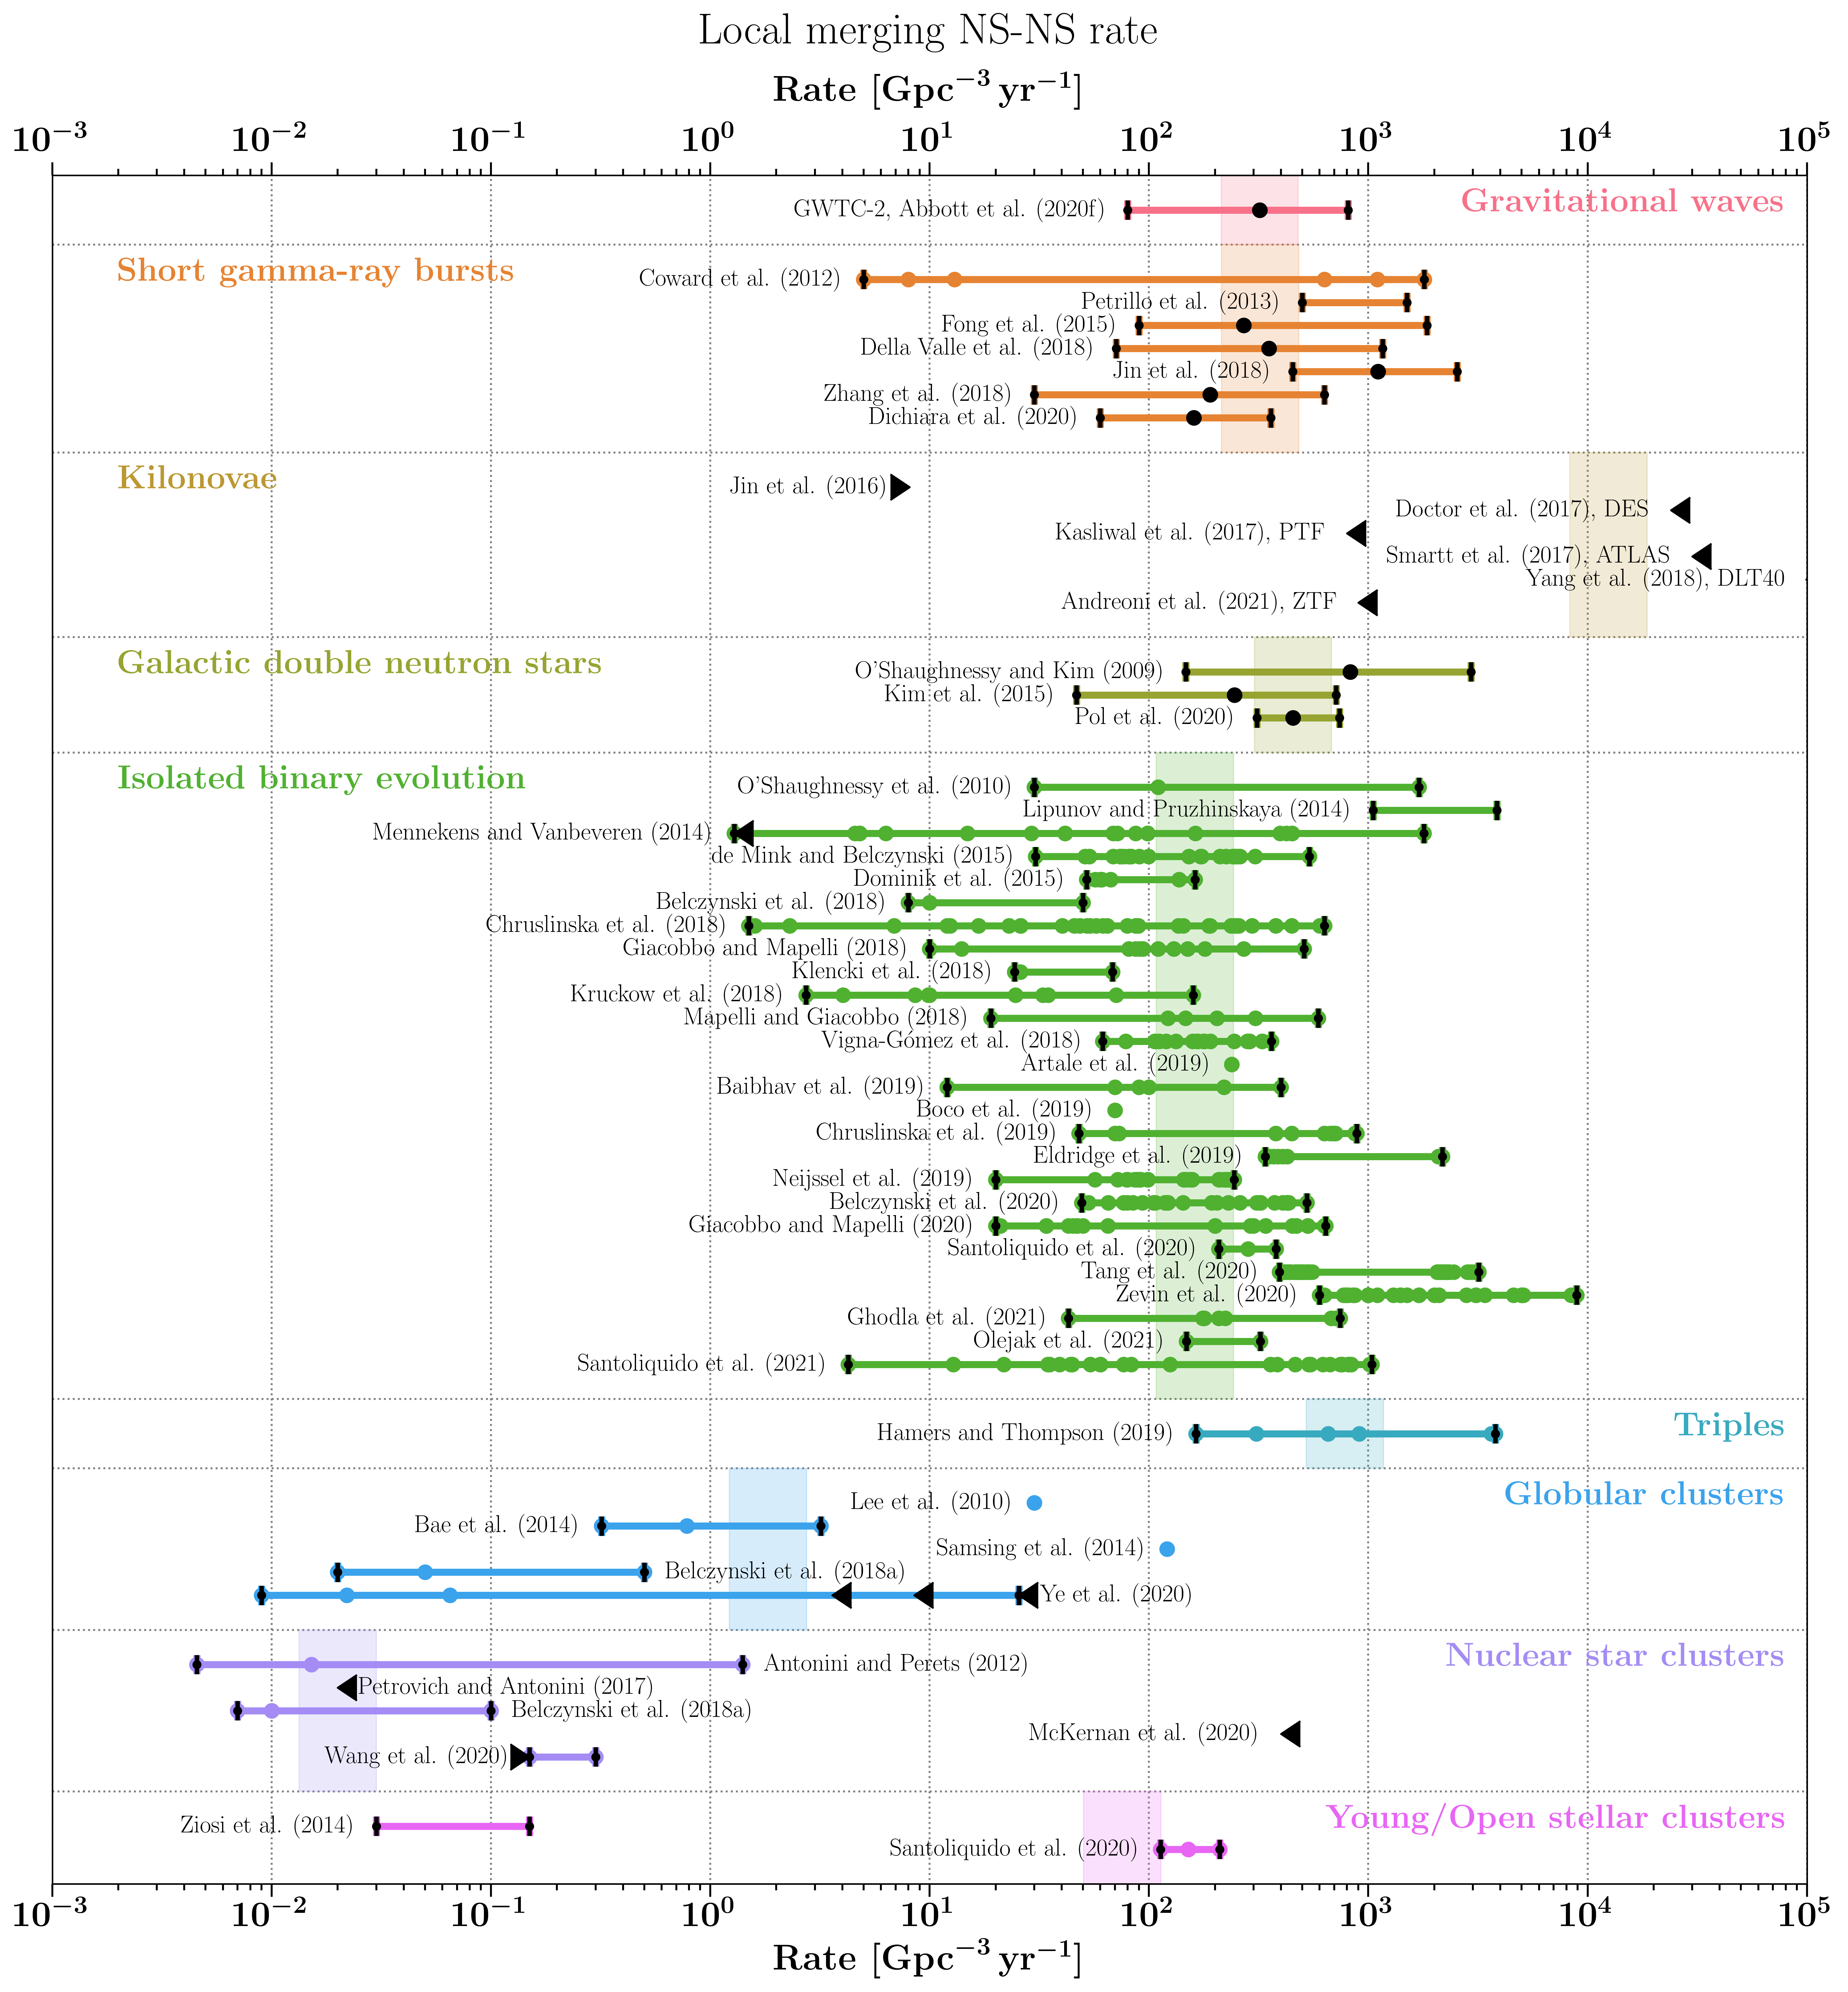 Local merging NS-NS rate
Rate [Gpc⁻³ yr⁻¹]
10⁻³ 10⁻² 10⁻¹ 10⁰ 10¹ 10² 10³ 10⁴ 10⁵
Gravitational waves
GWTC-2, Abbott et al. (2020f)
Short gamma-ray bursts
Coward et al. (2012)
Petrillo et al. (2013)
Fong et al. (2015)
Della Valle et al. (2018)
Jin et al. (2018)
Zhang et al. (2018)
Dichiara et al. (2020)
Kilonovae
Jin et al. (2016)
Doctor et al. (2017), DES
Kasliwal et al. (2017), PTF
Smartt et al. (2017), ATLAS
Yang et al. (2018), DLT40
Andreoni et al. (2021), ZTF
Galactic double neutron stars
O'Shaughnessy and Kim (2009)
Kim et al. (2015)
Pol et al. (2020)
Isolated binary evolution
O'Shaughnessy et al. (2010)
Lipunov and Pruzhinskaya (2014)
Mennekens and Vanbeveren (2014)
de Mink and Belczynski (2015)
Dominik et al. (2015)
Belczynski et al. (2018)
Chruslinska et al. (2018)
Giacobbo and Mapelli (2018)
Klencki et al. (2018)
Kruckow et al. (2018)
Mapelli and Giacobbo (2018)
Vigna-Gómez et al. (2018)
Artale et al. (2019)
Baibhav et al. (2019)
Boco et al. (2019)
Chruslinska et al. (2019)
Eldridge et al. (2019)
Neijssel et al. (2019)
Belczynski et al. (2020)
Giacobbo and Mapelli (2020)
Santoliquido et al. (2020)
Tang et al. (2020)
Zevin et al. (2020)
Ghodla et al. (2021)
Olejak et al. (2021)
Santoliquido et al. (2021)
Triples
Hamers and Thompson (2019)
Globular clusters
Lee et al. (2010)
Bae et al. (2014)
Samsing et al. (2014)
Belczynski et al. (2018a)
Ye et al. (2020)
Nuclear star clusters
Antonini and Perets (2012)
Petrovich and Antonini (2017)
Belczynski et al. (2018a)
McKernan et al. (2020)
Wang et al. (2020)
Young/Open stellar clusters
Ziosi et al. (2014)
Santoliquido et al. (2020)
10⁻³ 10⁻² 10⁻¹ 10⁰ 10¹ 10² 10³ 10⁴ 10⁵
Rate [Gpc⁻³ yr⁻¹]